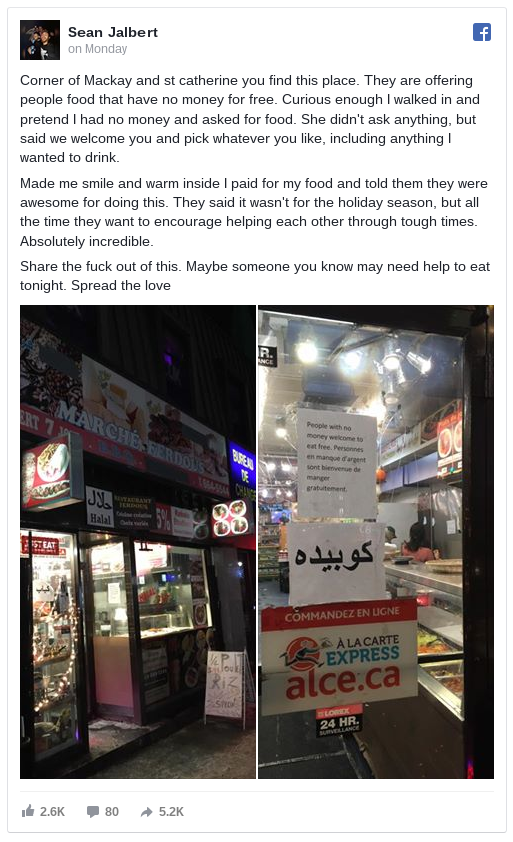 Sean Jalbert
on Monday
Corner of Mackay and st catherine you find this place. They are offering
people food that have no money for free. Curious enough I walked in and
pretend I had no money and asked for food. She didn't ask anything, but
said we welcome you and pick whatever you like, including anything I
wanted to drink.
Made me smile and warm inside I paid for my food and told them they were
awesome for doing this. They said it wasn't for the holiday season, but all
the time they want to encourage helping each other through tough times.
Absolutely incredible.
Share the fuck out of this. Maybe someone you know may need help to eat
tonight. Spread the love
MARCHÉ FERDOUS
BUREAU
DE
CHANGE
حلال
Halal
RESTAURANT
FERDOUS
5%
کباب
RIZ
People with no
money welcome to
eat free. Personnes
en manque d'argent
sont bienvenue de
manger
gratuitement.
کوبیده
COMMANDEZ EN LIGNE
À LA CARTE
EXPRESS
alce.ca
LOREX
24 HR.
SURVEILLANCE
2.6K
80
5.2K